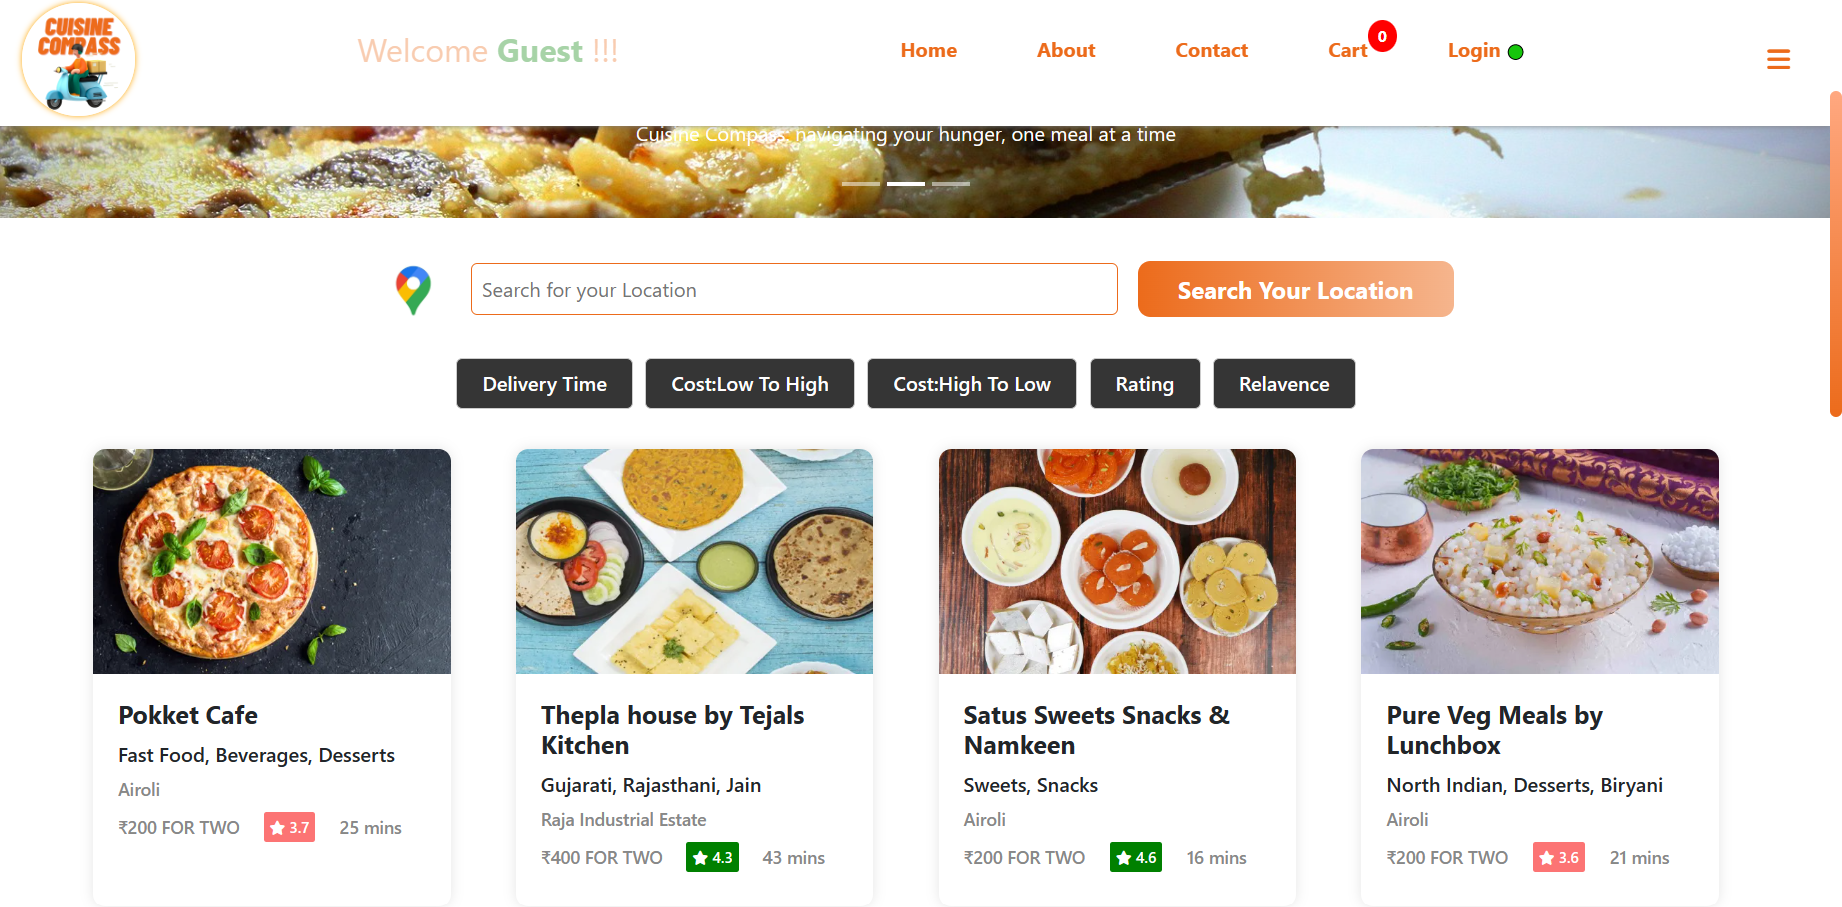 CUISINE
COMPASS
Welcome Guest !!!
Home
About
Contact
Cart
0
Login
Cuisine Compass: navigating your hunger, one meal at a time
Search for your Location
Search Your Location
Delivery Time
Cost:Low To High
Cost:High To Low
Rating
Relavence
Pokket Cafe
Fast Food, Beverages, Desserts
Airoli
₹200 FOR TWO
3.7
25 mins
Thepla house by Tejals
Kitchen
Gujarati, Rajasthani, Jain
Raja Industrial Estate
₹400 FOR TWO
4.3
43 mins
Satus Sweets Snacks &
Namkeen
Sweets, Snacks
Airoli
₹200 FOR TWO
4.6
16 mins
Pure Veg Meals by
Lunchbox
North Indian, Desserts, Biryani
Airoli
₹200 FOR TWO
3.6
21 mins